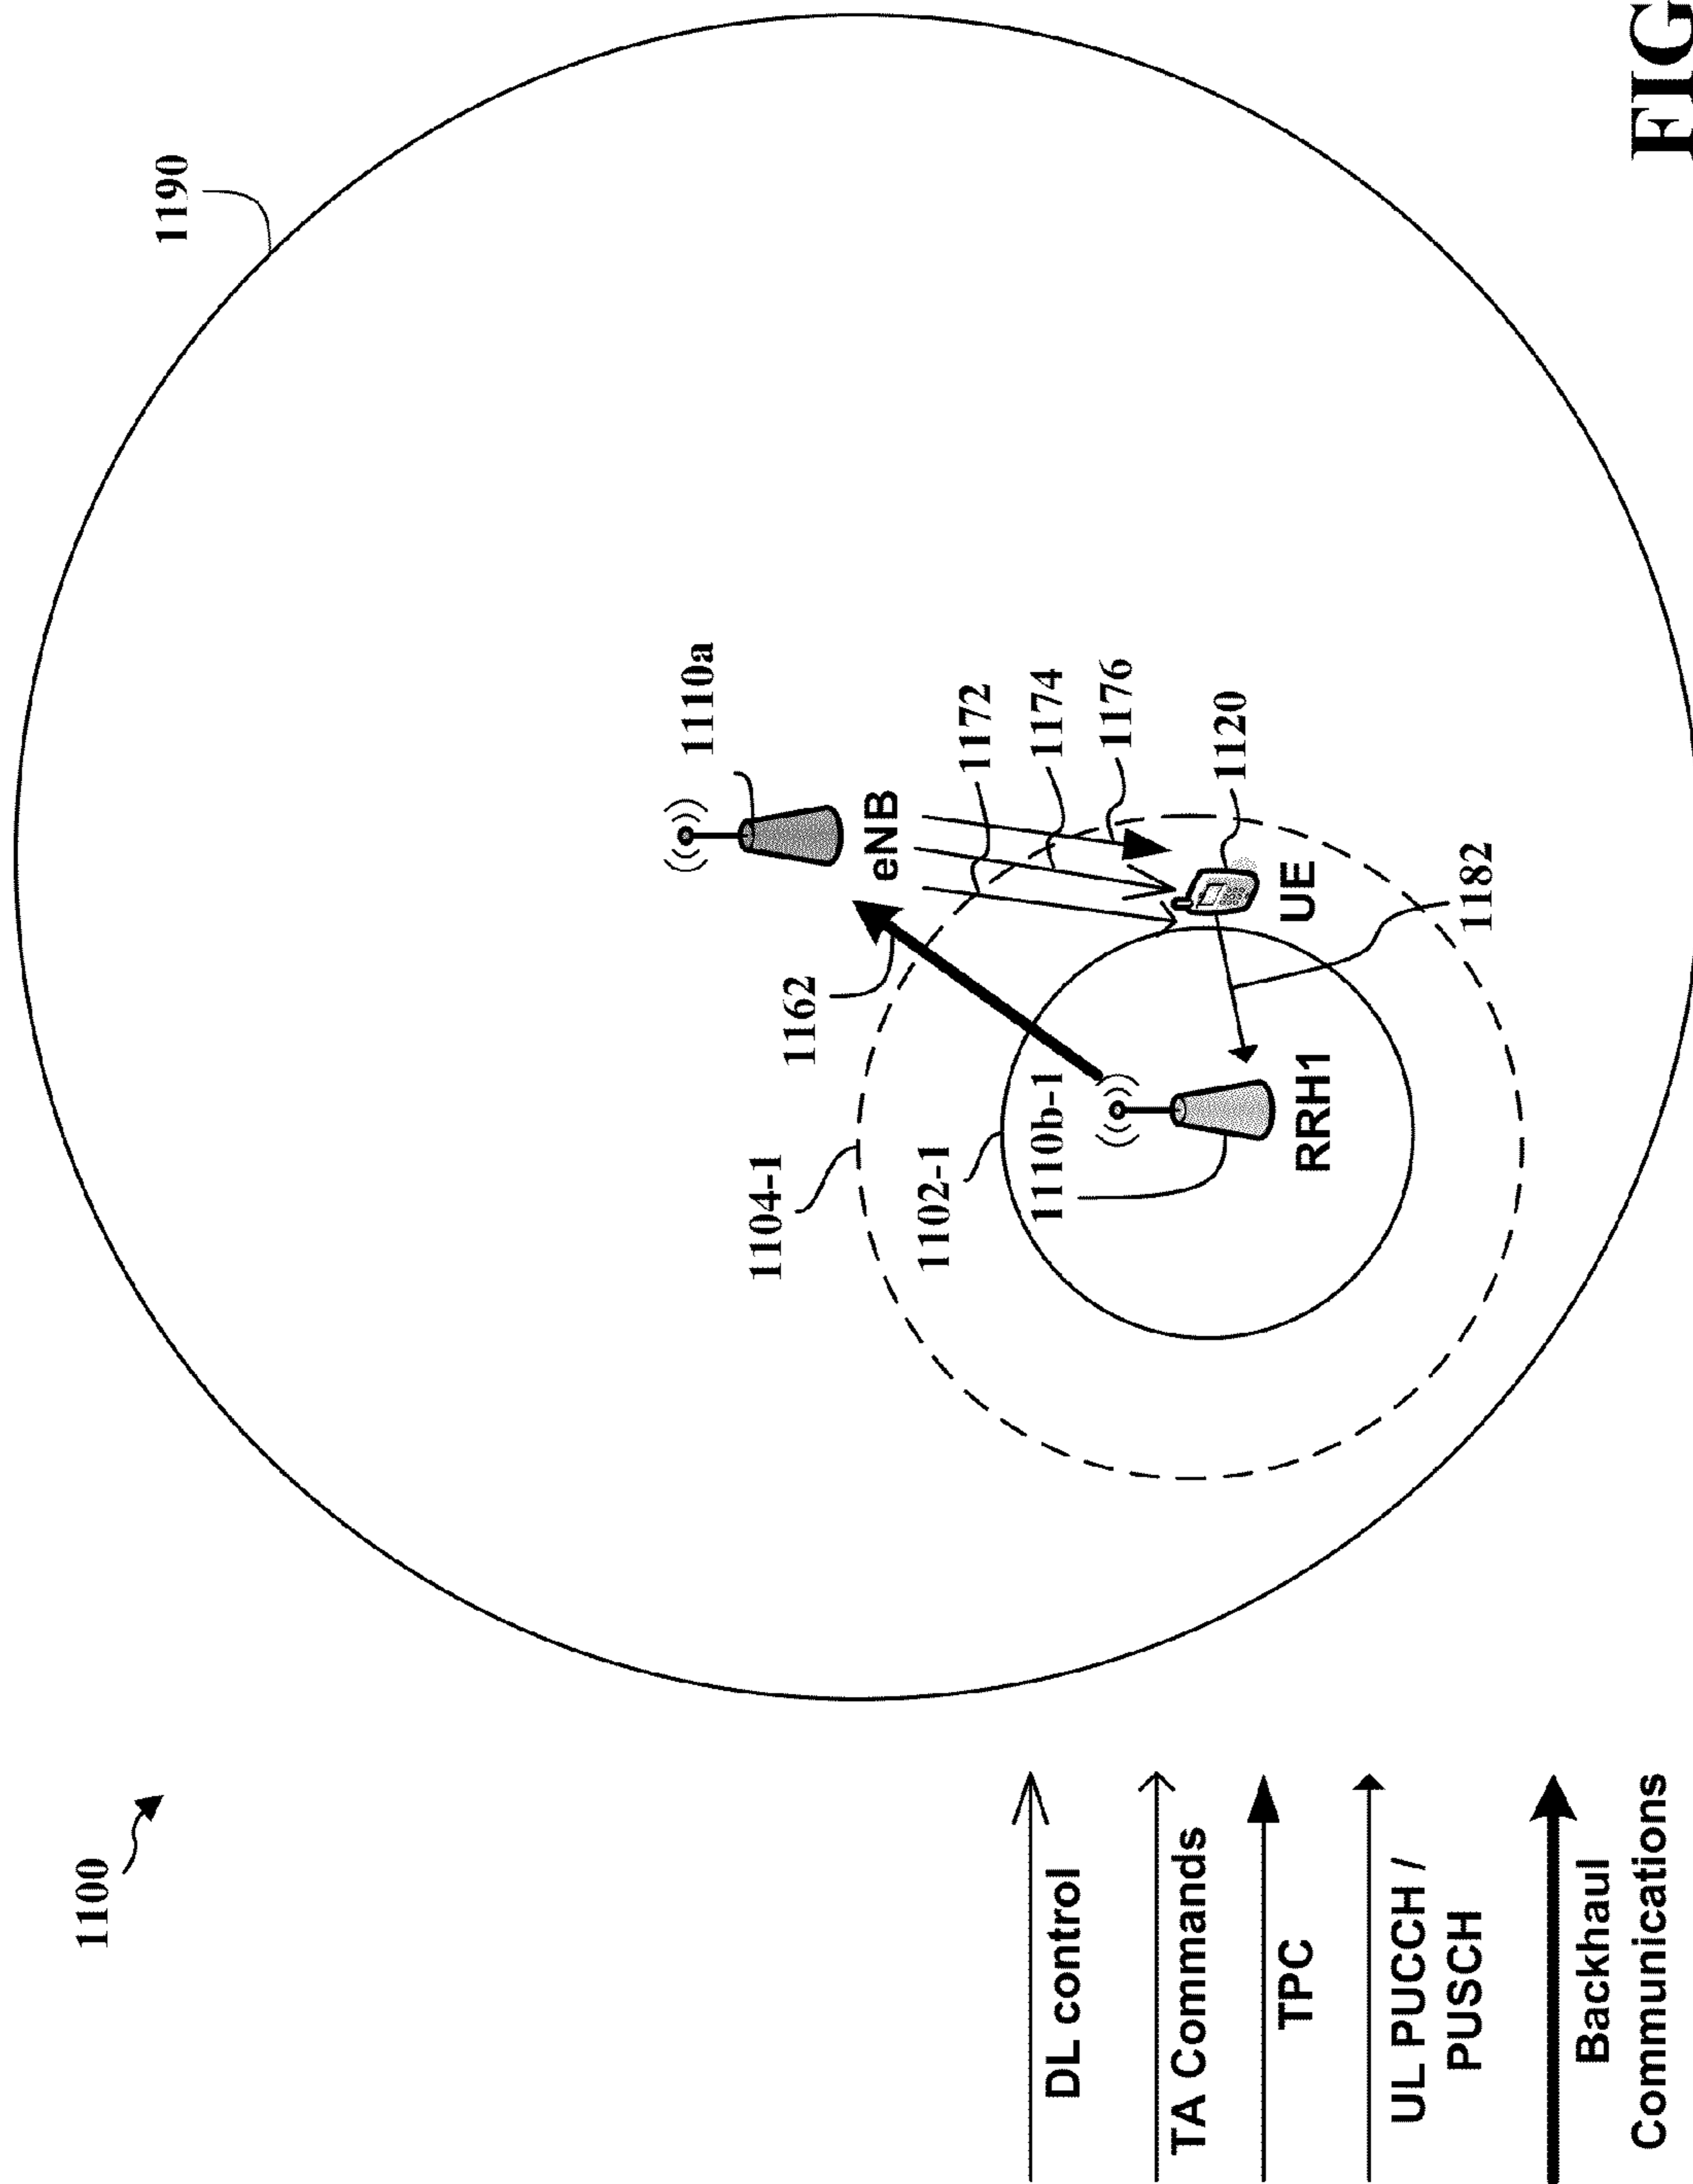 1100
1190
1110a
eNB
1172
1174
1176
1120
UE
1182
1162
1104-1
1102-1
1110b-1
RRH1
DL control
TA Commands
TPC
UL PUCCH /
PUSCH
Backhaul
Communications
FIG